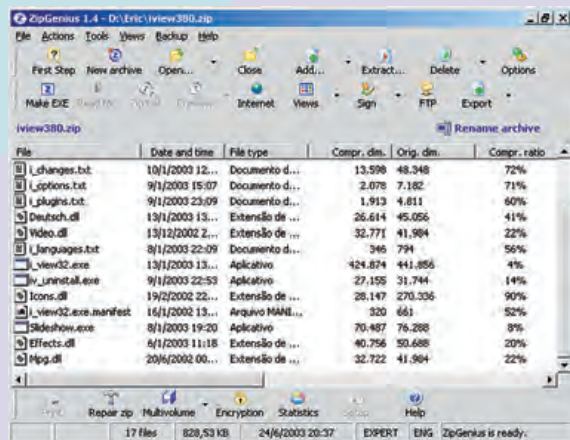 ZipGenius 1.4 - D:\Eric\iview380.zip
File Actions Tools Views Backup Help
First Step New archive Open... Close Add... Extract... Delete Options
Make EXE Internet Views Sign FTP Export
iview380.zip Rename archive
File Date and time File type Compr. dim. Orig. dim. Compr. ratio
i_changes.txt 10/1/2003 12... Documento d... 13.598 48.348 72%
i_options.txt 9/1/2003 15:07 Documento d... 2.078 7.182 71%
i_plugins.txt 9/1/2003 23:09 Documento d... 1.913 4.811 60%
Deutsch.dll 13/1/2003 13... Extensão de ... 26.614 45.056 41%
Video.dll 13/12/2002 2... Extensão de ... 32.771 41.984 22%
i_languages.txt 8/1/2003 22:09 Documento d... 346 794 56%
i_view32.exe 13/1/2003 13... Aplicativo 424.874 441.856 4%
iv_uninstall.exe 9/1/2003 22:53 Aplicativo 27.155 31.744 14%
Icons.dll 19/2/2002 22... Extensão de ... 28.147 270.336 90%
i_view32.exe.manifest 16/1/2002 13... Arquivo MANI... 320 661 52%
Slideshow.exe 8/1/2003 19:20 Aplicativo 70.487 76.288 8%
Effects.dll 6/1/2003 11:18 Extensão de ... 40.756 50.688 20%
Mpg.dll 20/6/2002 00... Extensão de ... 32.722 41.984 22%
Print Repair zip Multivolume Encryption Statistics Help
17 files 828,53 KB 24/6/2003 20:37 EXPERT ENG ZipGenius is ready.